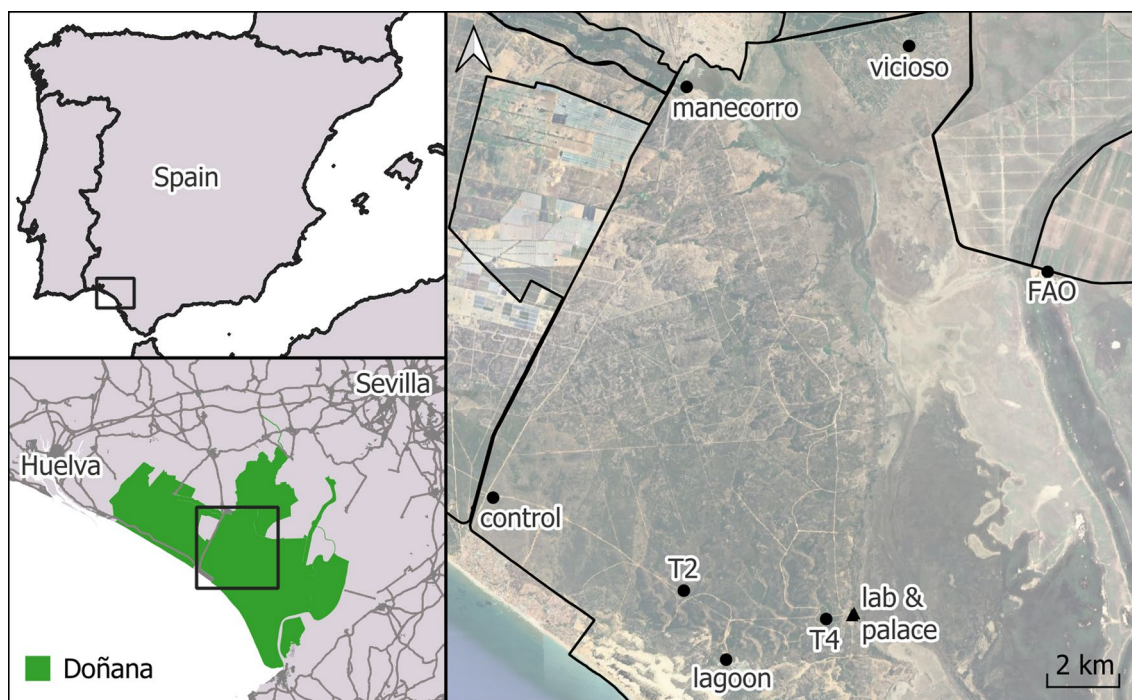 Spain
Sevilla
Huelva
Doñana
vicioso
manecorro
FAO
control
T2
lab &
palace
T4
lagoon
2 km